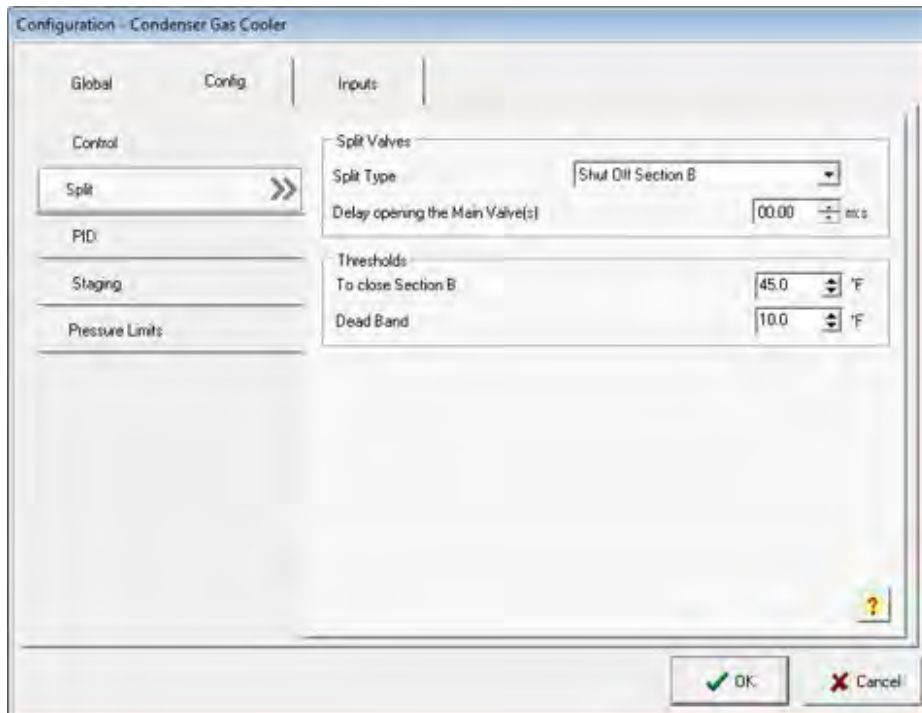 Configuration - Condenser Gas Cooler
Global Config Inputs
Control
Split
PID
Staging
Pressure Limits
Split Valves
Split Type Shut Off Section B
Delay opening the Main Valve(s) 00:00 m:s
Thresholds
To close Section B 45.0 °F
Dead Band 10.0 °F
?
OK
Cancel